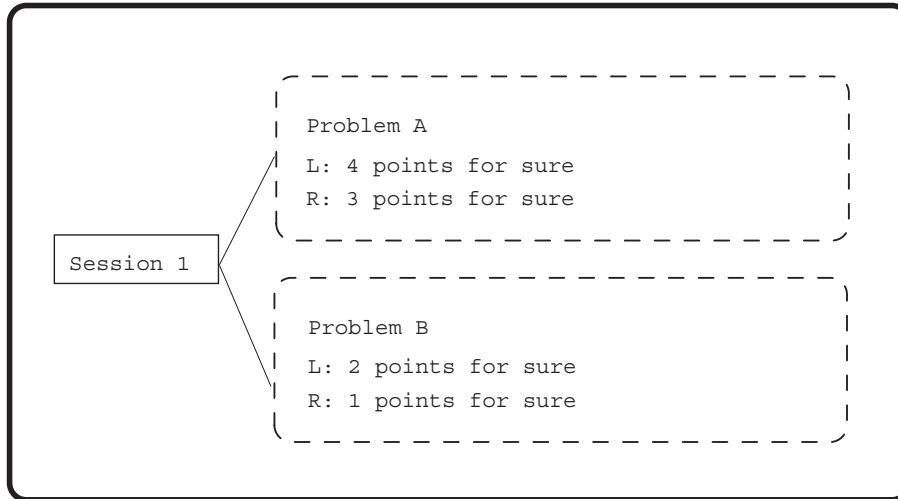 Problem A
L: 4 points for sure
R: 3 points for sure
Session 1
Problem B
L: 2 points for sure
R: 1 points for sure